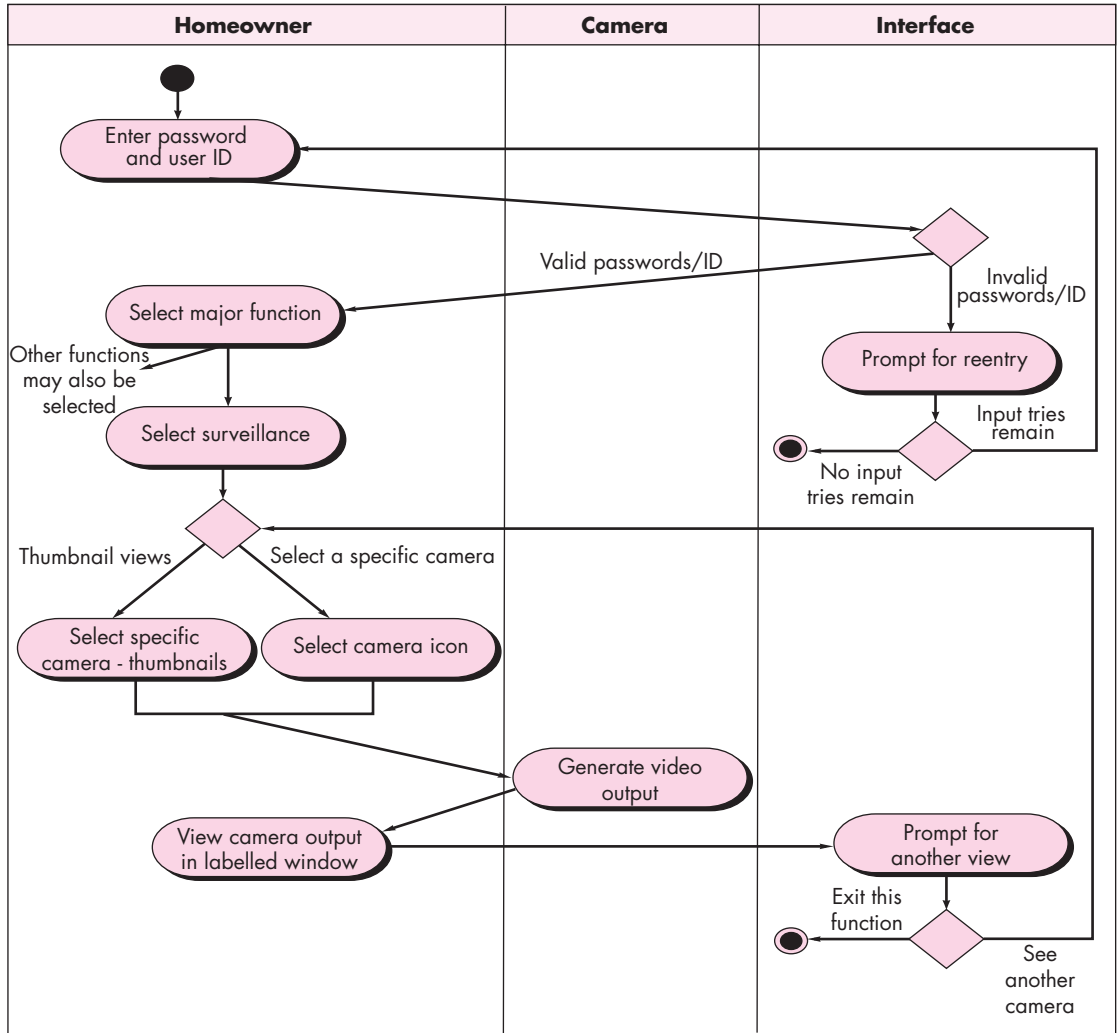 Homeowner
Camera
Interface
Enter password
and user ID
Valid passwords/ID
Invalid
passwords/ID
Select major function
Other functions
may also be
selected
Prompt for reentry
Input tries
remain
Select surveillance
No input
tries remain
Thumbnail views
Select a specific camera
Select specific
camera - thumbnails
Select camera icon
Generate video
output
View camera output
in labelled window
Prompt for
another view
Exit this
function
See
another
camera